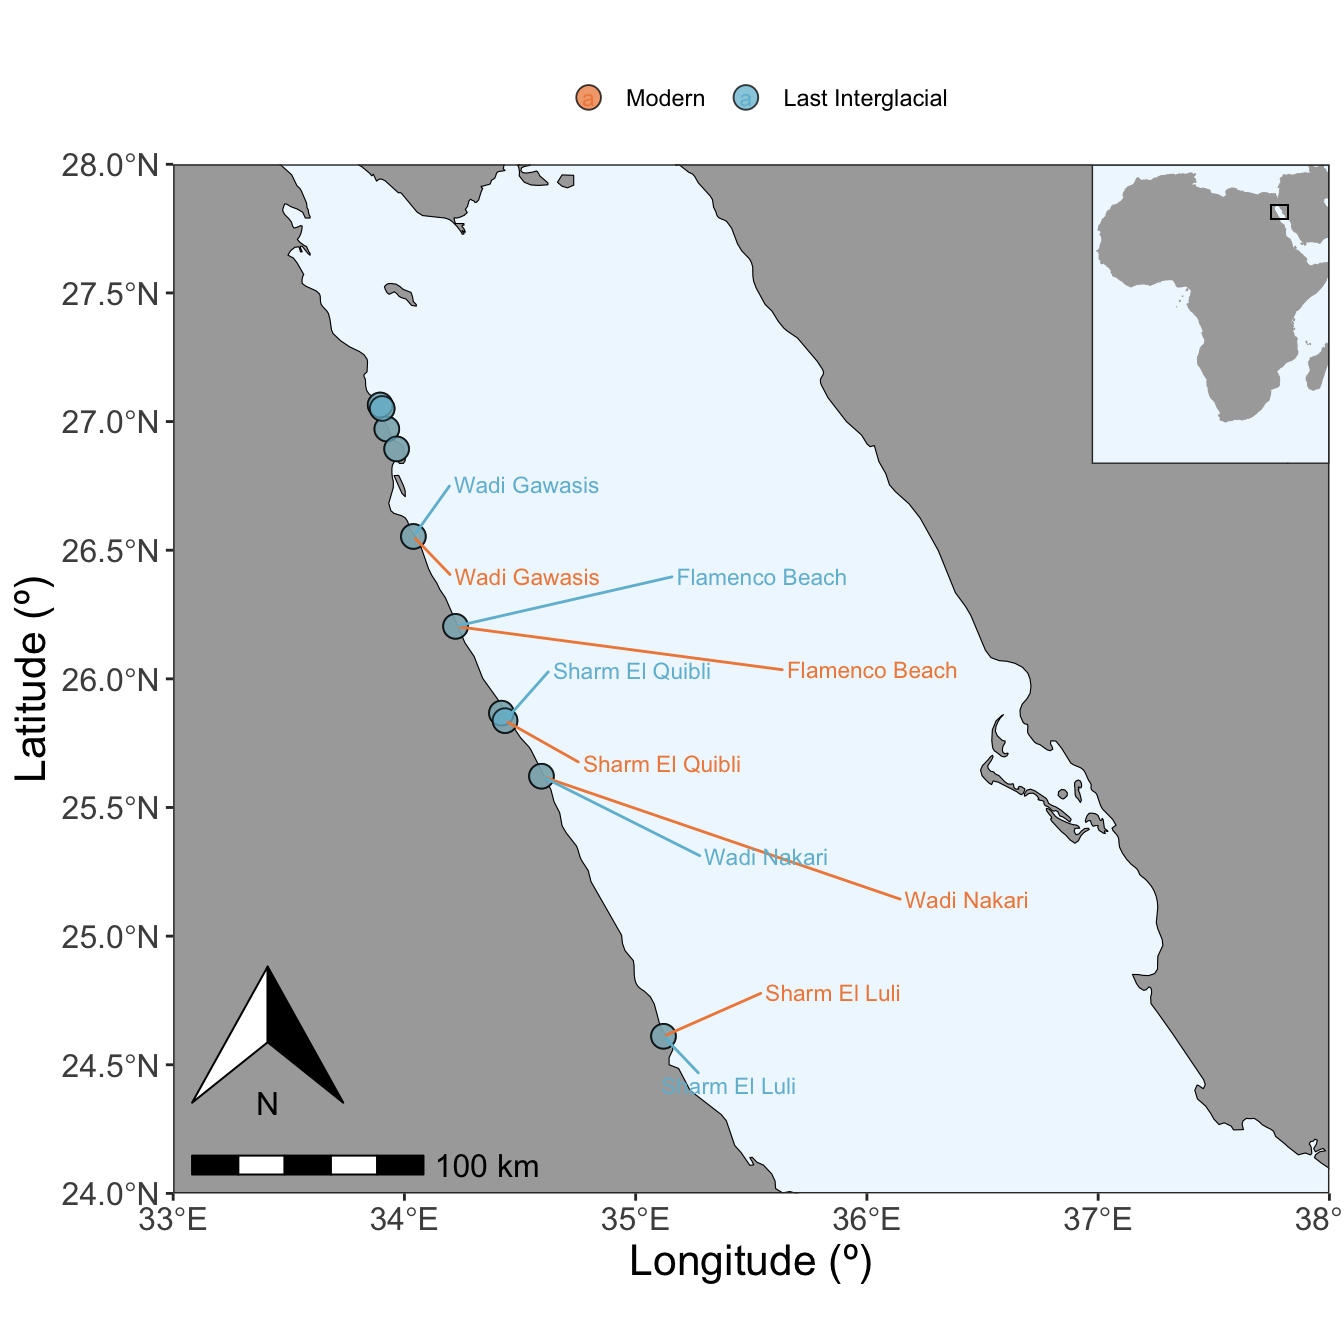 a Modern a Last Interglacial
28.0°N
27.5°N
27.0°N
26.5°N
26.0°N
25.5°N
25.0°N
24.5°N
24.0°N
Latitude (º)
Wadi Gawasis
Wadi Gawasis
Flamenco Beach
Flamenco Beach
Sharm El Quibli
Sharm El Quibli
Wadi Nakari
Wadi Nakari
Sharm El Luli
Sharm El Luli
N
100 km
33°E 34°E 35°E 36°E 37°E 38°
Longitude (º)